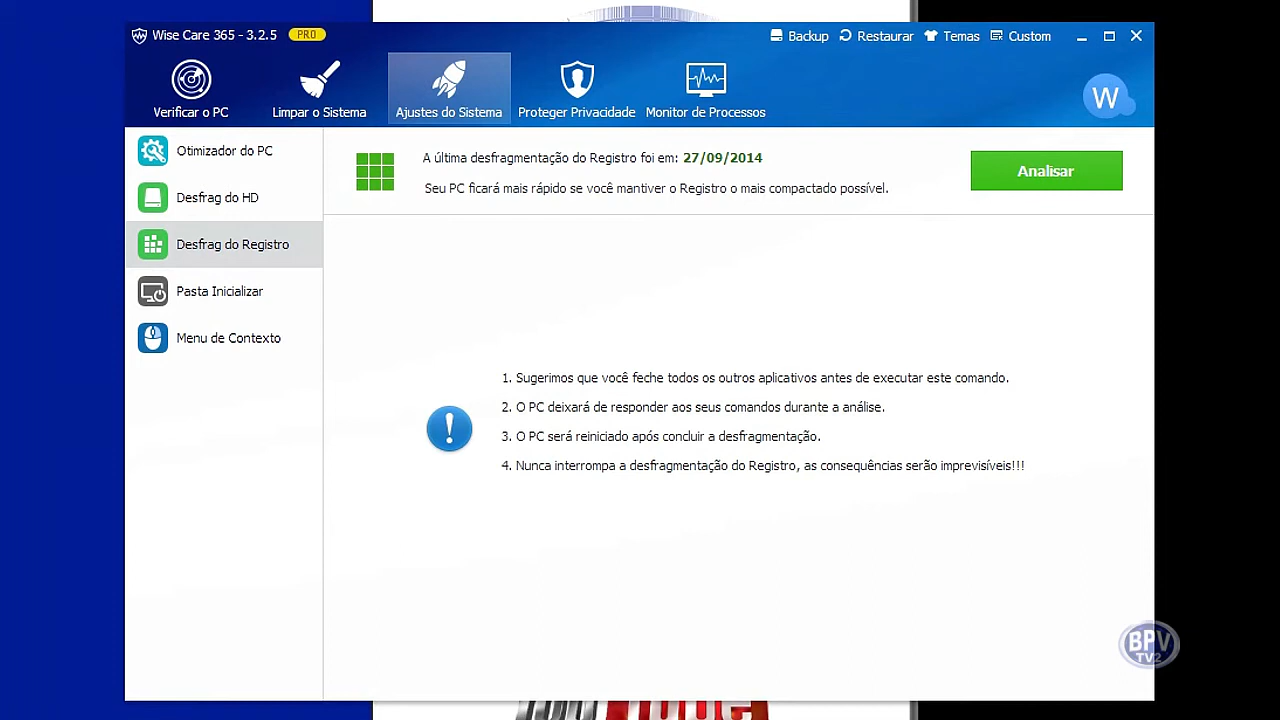 Wise Care 365 - 3.2.5 PRO
Backup Restaurar Temas Custom
Verificar o PC
Limpar o Sistema
Ajustes do Sistema
Proteger Privacidade
Monitor de Processos
W
Otimizador do PC
Desfrag do HD
Desfrag do Registro
Pasta Inicializar
Menu de Contexto
A última desfragmentação do Registro foi em: 27/09/2014
Seu PC ficará mais rápido se você mantiver o Registro o mais compactado possível.
Analisar
1. Sugerimos que você feche todos os outros aplicativos antes de executar este comando.
2. O PC deixará de responder aos seus comandos durante a análise.
3. O PC será reiniciado após concluir a desfragmentação.
4. Nunca interrompa a desfragmentação do Registro, as consequências serão imprevisíveis!!!
BPV
TV2